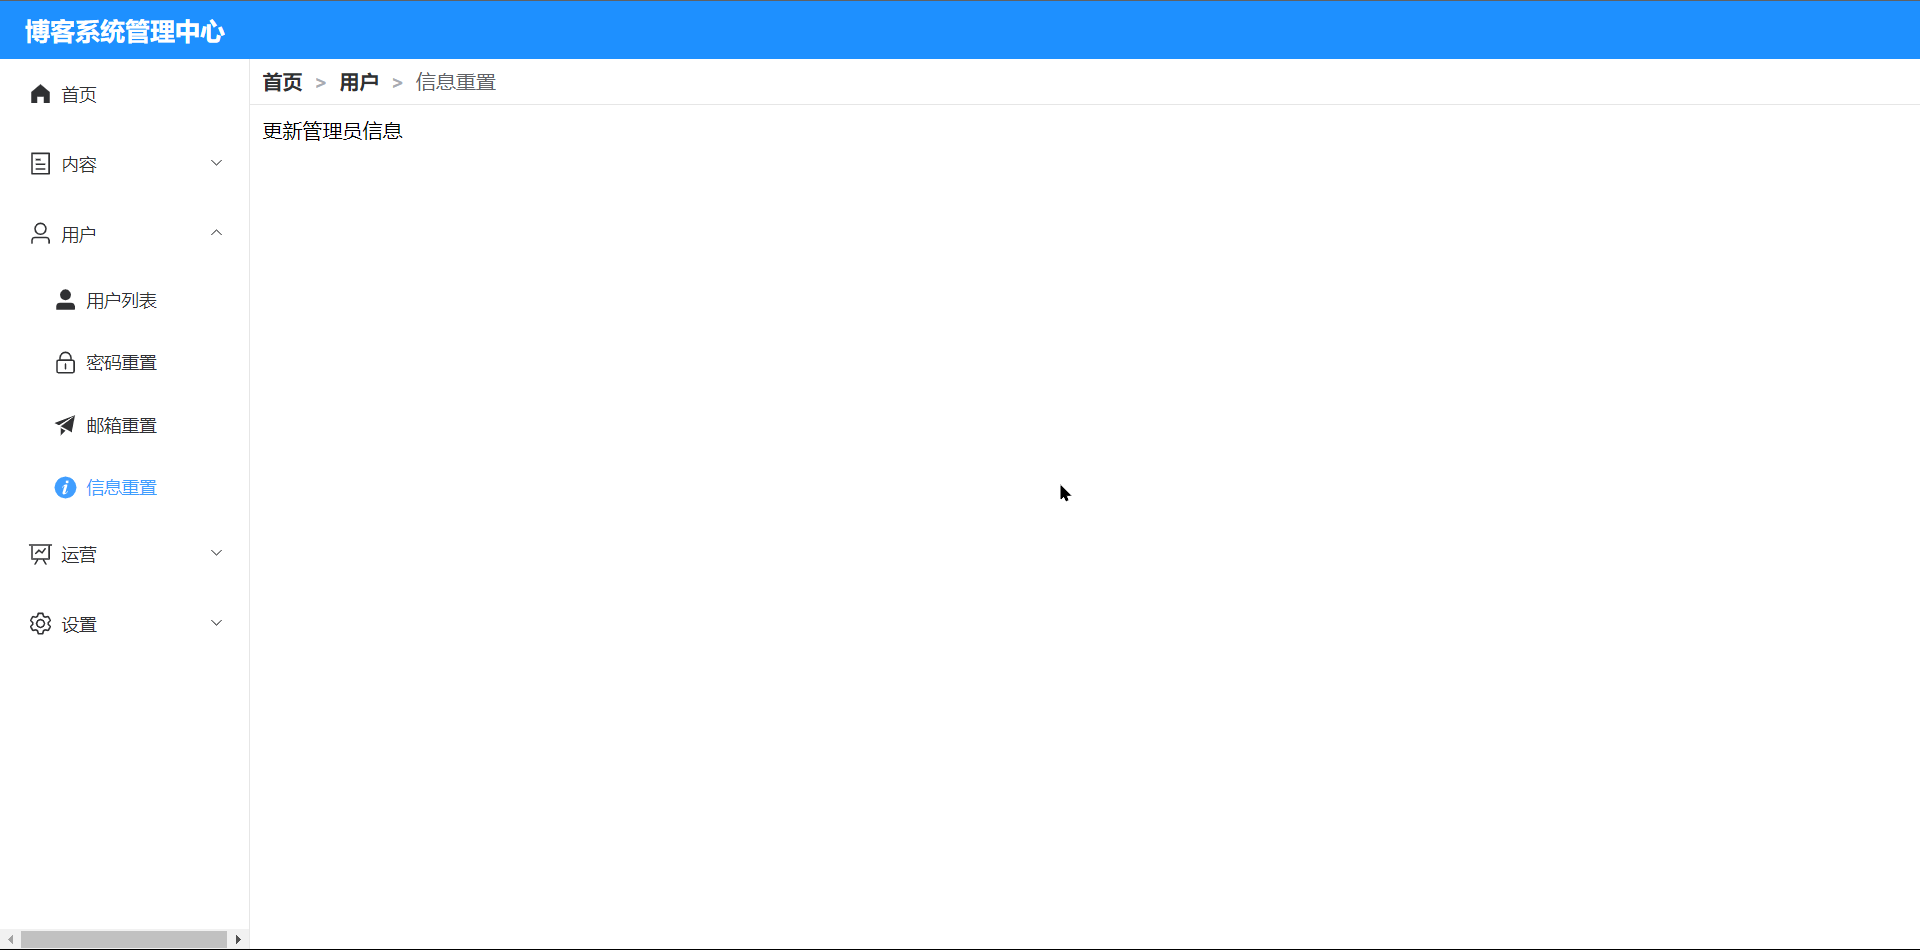 博客系统管理中心
首页
内容
用户
用户列表
密码重置
邮箱重置
信息重置
运营
设置
首页 > 用户 > 信息重置
更新管理员信息